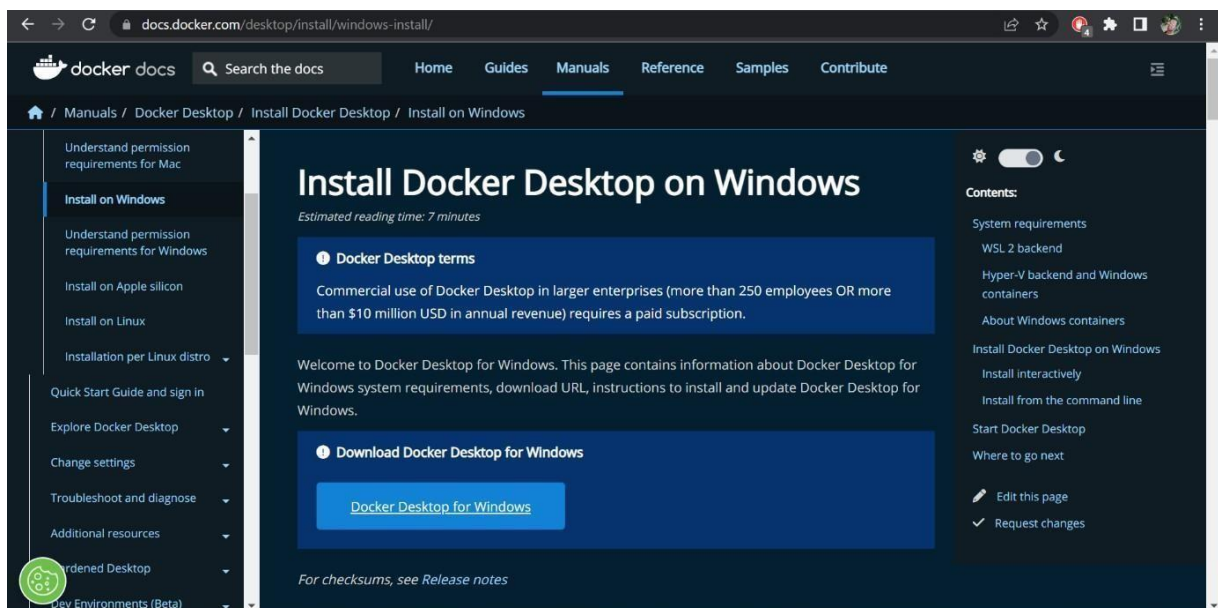 docs.docker.com/desktop/install/windows-install/
4
docker docs
Search the docs
Home
Guides
Manuals
Reference
Samples
Contribute
/ Manuals / Docker Desktop / Install Docker Desktop / Install on Windows
Understand permission
requirements for Mac
Install on Windows
Understand permission
requirements for Windows
Install on Apple silicon
Install on Linux
Installation per Linux distro
Quick Start Guide and sign in
Explore Docker Desktop
Change settings
Troubleshoot and diagnose
Additional resources
rdened Desktop
Dev Environments (Beta)
Install Docker Desktop on Windows
Estimated reading time: 7 minutes
Docker Desktop terms
Commercial use of Docker Desktop in larger enterprises (more than 250 employees OR more
than $10 million USD in annual revenue) requires a paid subscription.
Welcome to Docker Desktop for Windows. This page contains information about Docker Desktop for
Windows system requirements, download URL, instructions to install and update Docker Desktop for
Windows.
Download Docker Desktop for Windows
Docker Desktop for Windows
For checksums, see Release notes
Contents:
System requirements
WSL 2 backend
Hyper-V backend and Windows
containers
About Windows containers
Install Docker Desktop on Windows
Install interactively
Install from the command line
Start Docker Desktop
Where to go next
Edit this page
Request changes